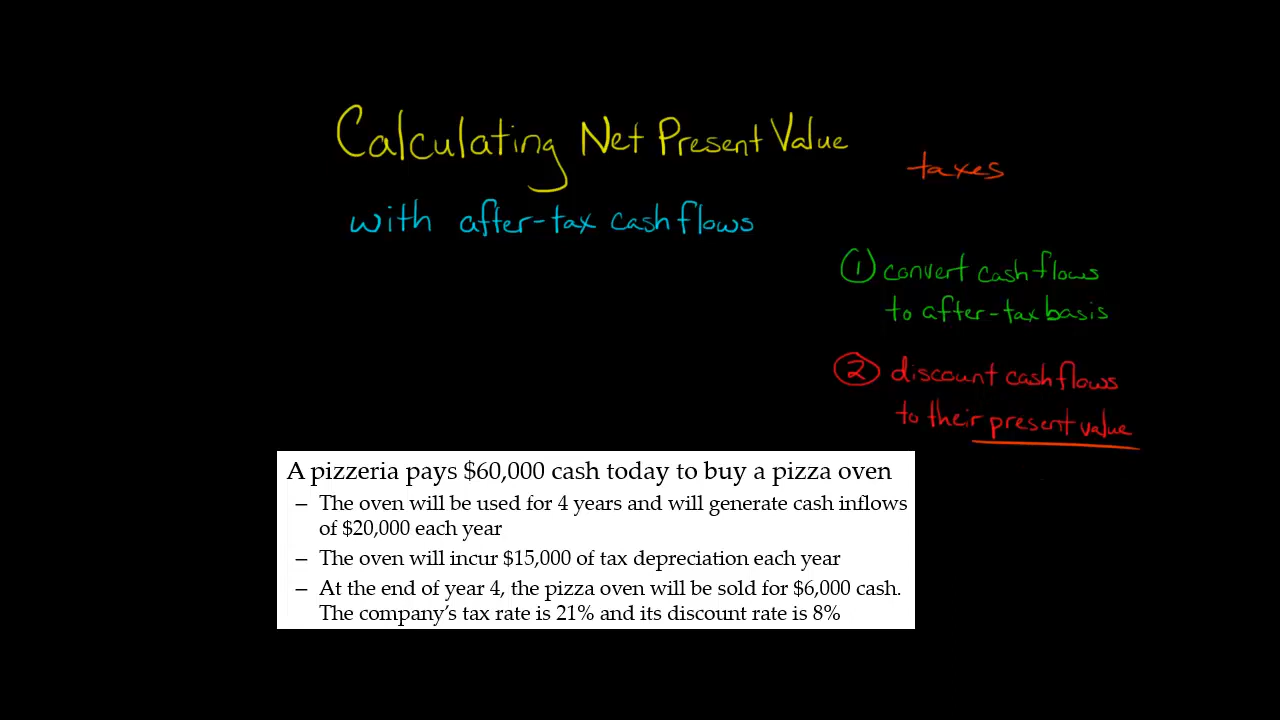 Calculating Net Present Value
with after-tax cash flows
taxes
① convert cash flows
to after-tax basis
② discount cash flows
to their present value
A pizzeria pays $60,000 cash today to buy a pizza oven
– The oven will be used for 4 years and will generate cash inflows
of $20,000 each year
– The oven will incur $15,000 of tax depreciation each year
– At the end of year 4, the pizza oven will be sold for $6,000 cash.
The company's tax rate is 21% and its discount rate is 8%